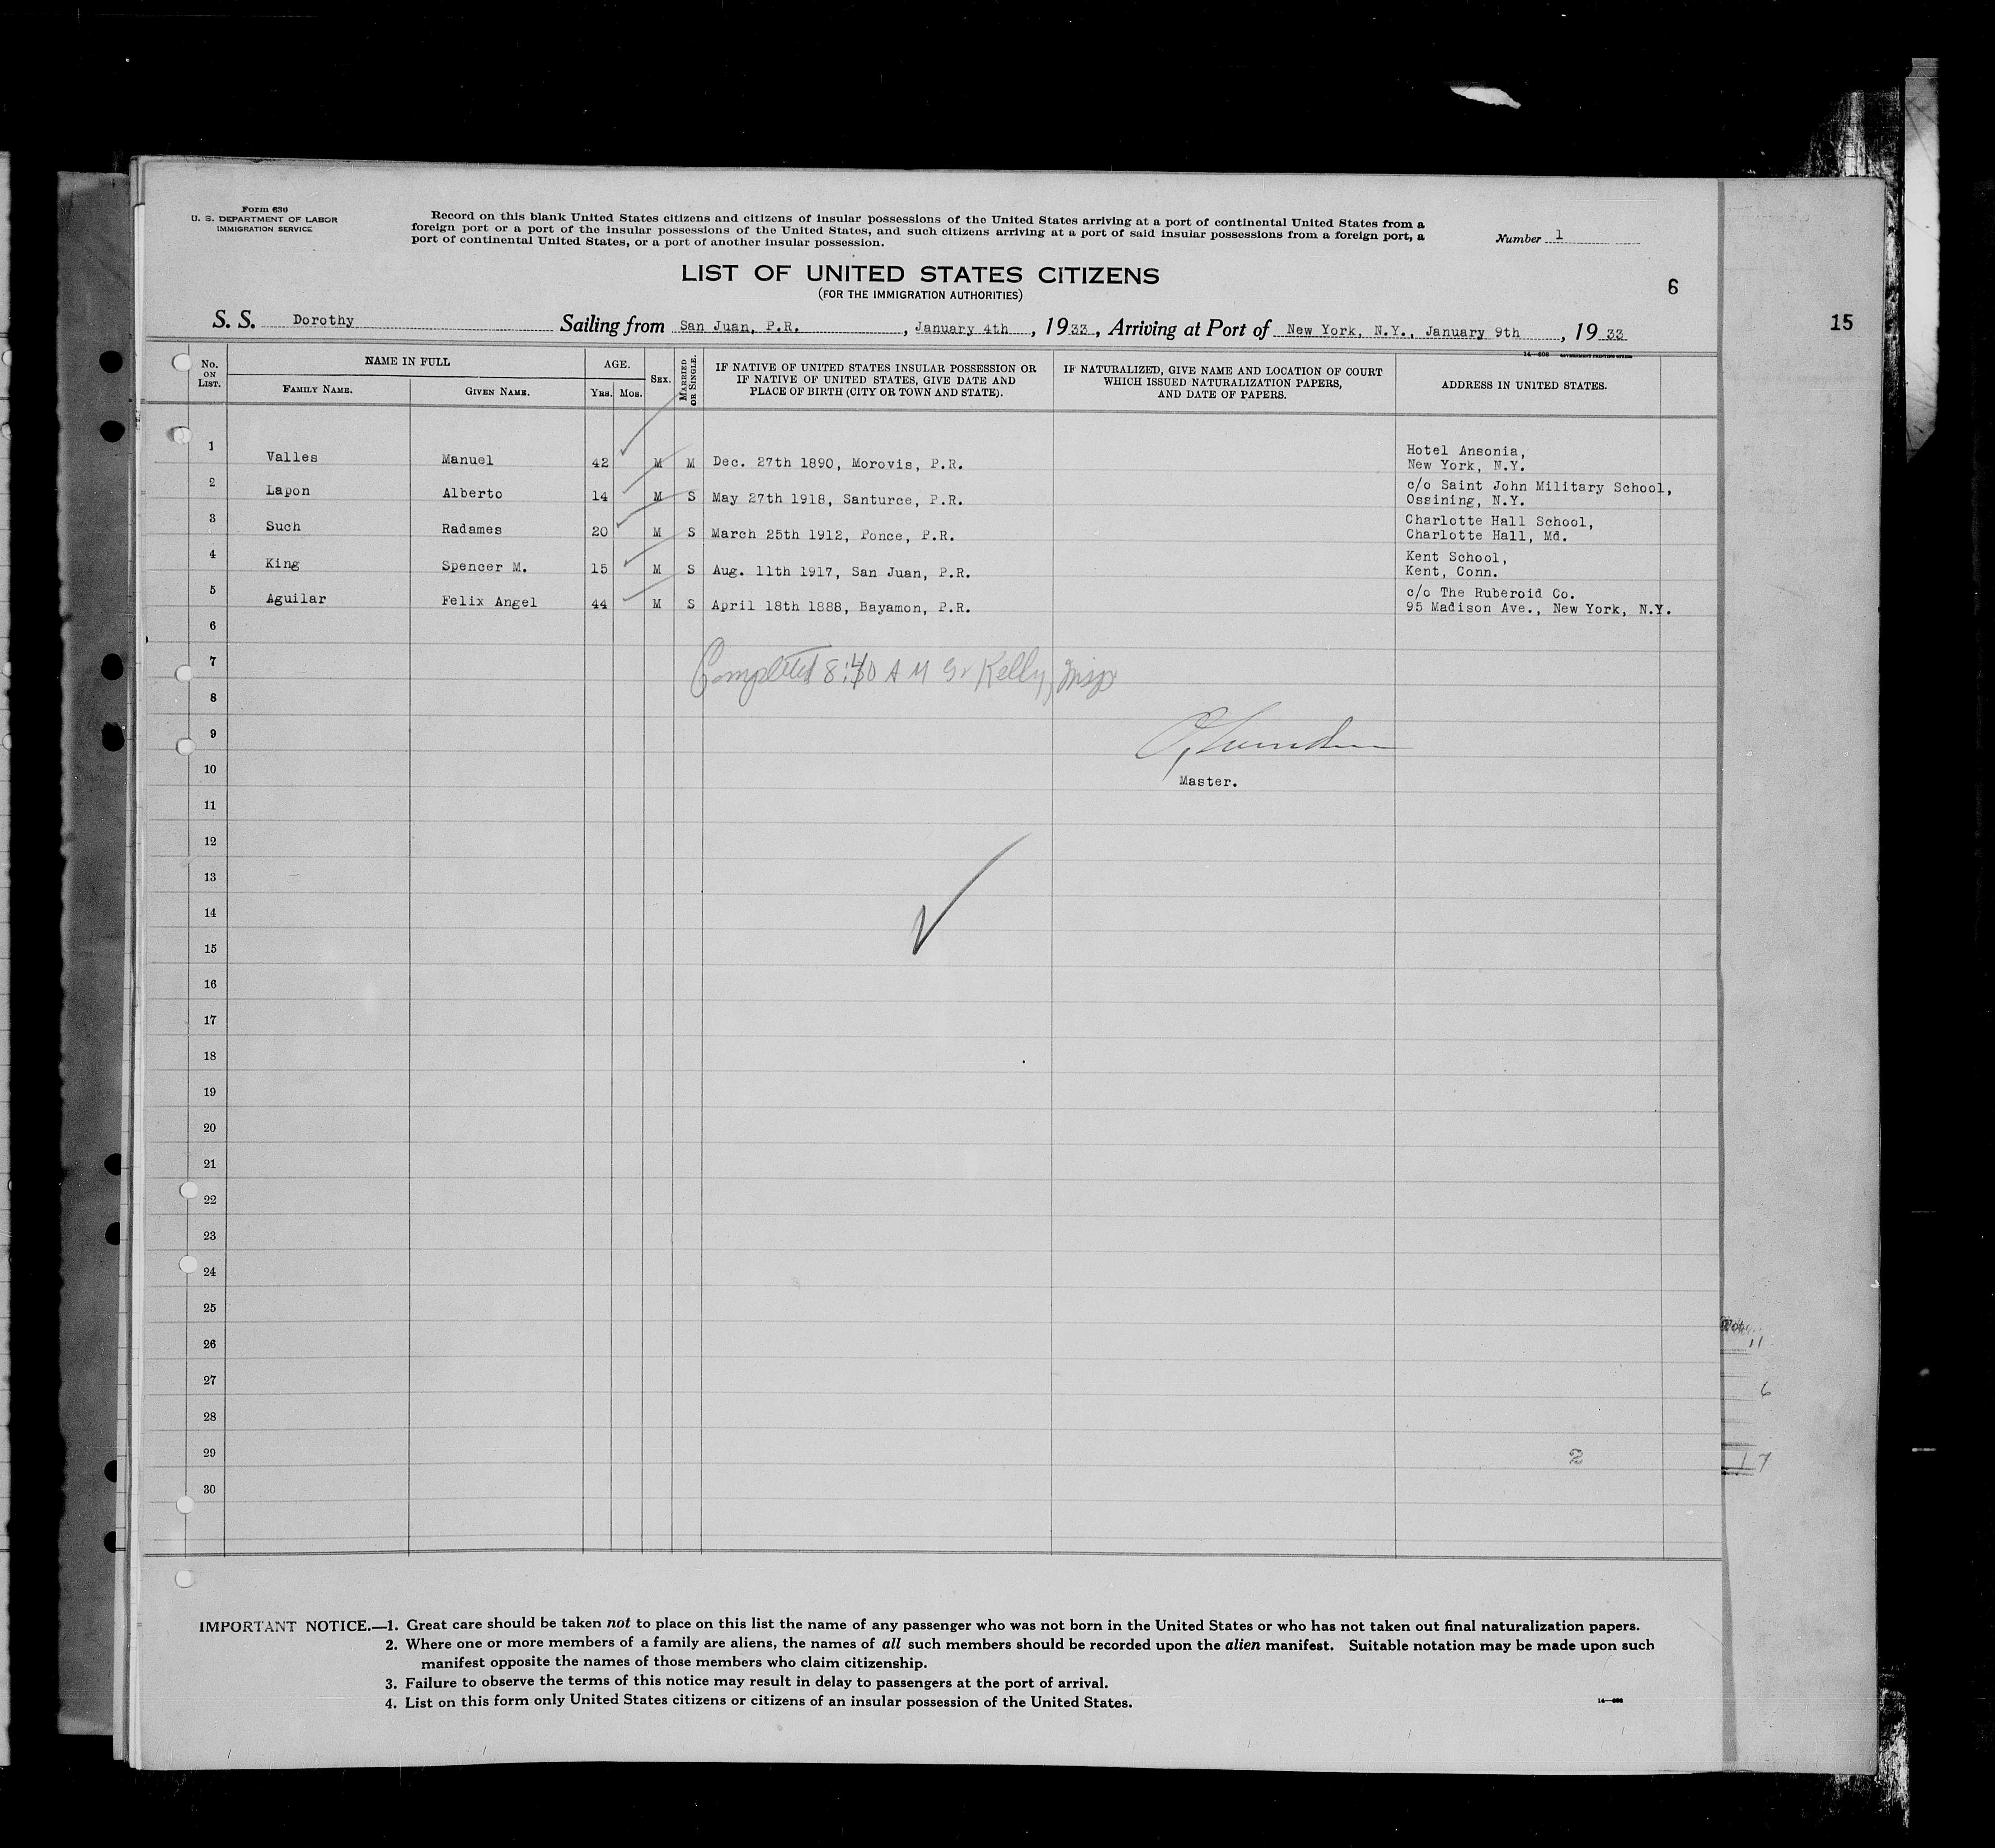 Form 630
U. S. DEPARTMENT OF LABOR
IMMIGRATION SERVICE
Record on this blank United States citizens and citizens of insular possessions of the United States arriving at a port of continental United States from a
foreign port or a port of the insular possessions of the United States, and such citizens arriving at a port of said insular possessions from a foreign port, a
port of continental United States, or a port of another insular possession.
Number 1
LIST OF UNITED STATES CITIZENS
(FOR THE IMMIGRATION AUTHORITIES)
6
15
S. S. Dorothy Sailing from San Juan, P.R., January 4th, 1933, Arriving at Port of New York, N.Y., January 9th, 1933
No. ON LIST.
NAME IN FULL
FAMILY NAME. GIVEN NAME.
AGE.
YRS. MOS.
SEX.
MARRIED OR SINGLE.
IF NATIVE OF UNITED STATES INSULAR POSSESSION OR
IF NATIVE OF UNITED STATES, GIVE DATE AND
PLACE OF BIRTH (CITY OR TOWN AND STATE).
IF NATURALIZED, GIVE NAME AND LOCATION OF COURT
WHICH ISSUED NATURALIZATION PAPERS,
AND DATE OF PAPERS.
ADDRESS IN UNITED STATES.
1 Valles Manuel 42 M M Dec. 27th 1890, Morovis, P.R. Hotel Ansonia,
New York, N.Y.
2 Lapon Alberto 14 M S May 27th 1918, Santurce, P.R. c/o Saint John Military School,
Ossining, N.Y.
3 Such Radames 20 M S March 25th 1912, Ponce, P.R. Charlotte Hall School,
Charlotte Hall, Md.
4 King Spencer M. 15 M S Aug. 11th 1917, San Juan, P.R. Kent School,
Kent, Conn.
5 Aguilar Felix Angel 44 M S April 18th 1888, Bayamon, P.R. c/o The Ruberoid Co.
95 Madison Ave., New York, N.Y.
6
7 Completed 8:40 A M Kelly, Insp
8
9
10 Master.
11
12
13
14
15
16
17
18
19
20
21
22
23
24
25
26 11
27 6
28
29 2 17
30
IMPORTANT NOTICE.—1. Great care should be taken not to place on this list the name of any passenger who was not born in the United States or who has not taken out final naturalization papers.
2. Where one or more members of a family are aliens, the names of all such members should be recorded upon the alien manifest. Suitable notation may be made upon such
manifest opposite the names of those members who claim citizenship.
3. Failure to observe the terms of this notice may result in delay to passengers at the port of arrival.
4. List on this form only United States citizens or citizens of an insular possession of the United States.